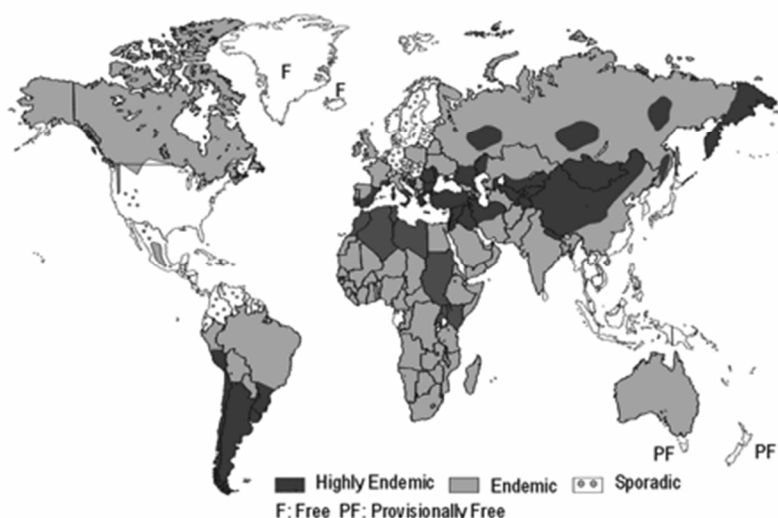 F
F
PF
PF
Highly Endemic
Endemic
Sporadic
F: Free PF: Provisionally Free